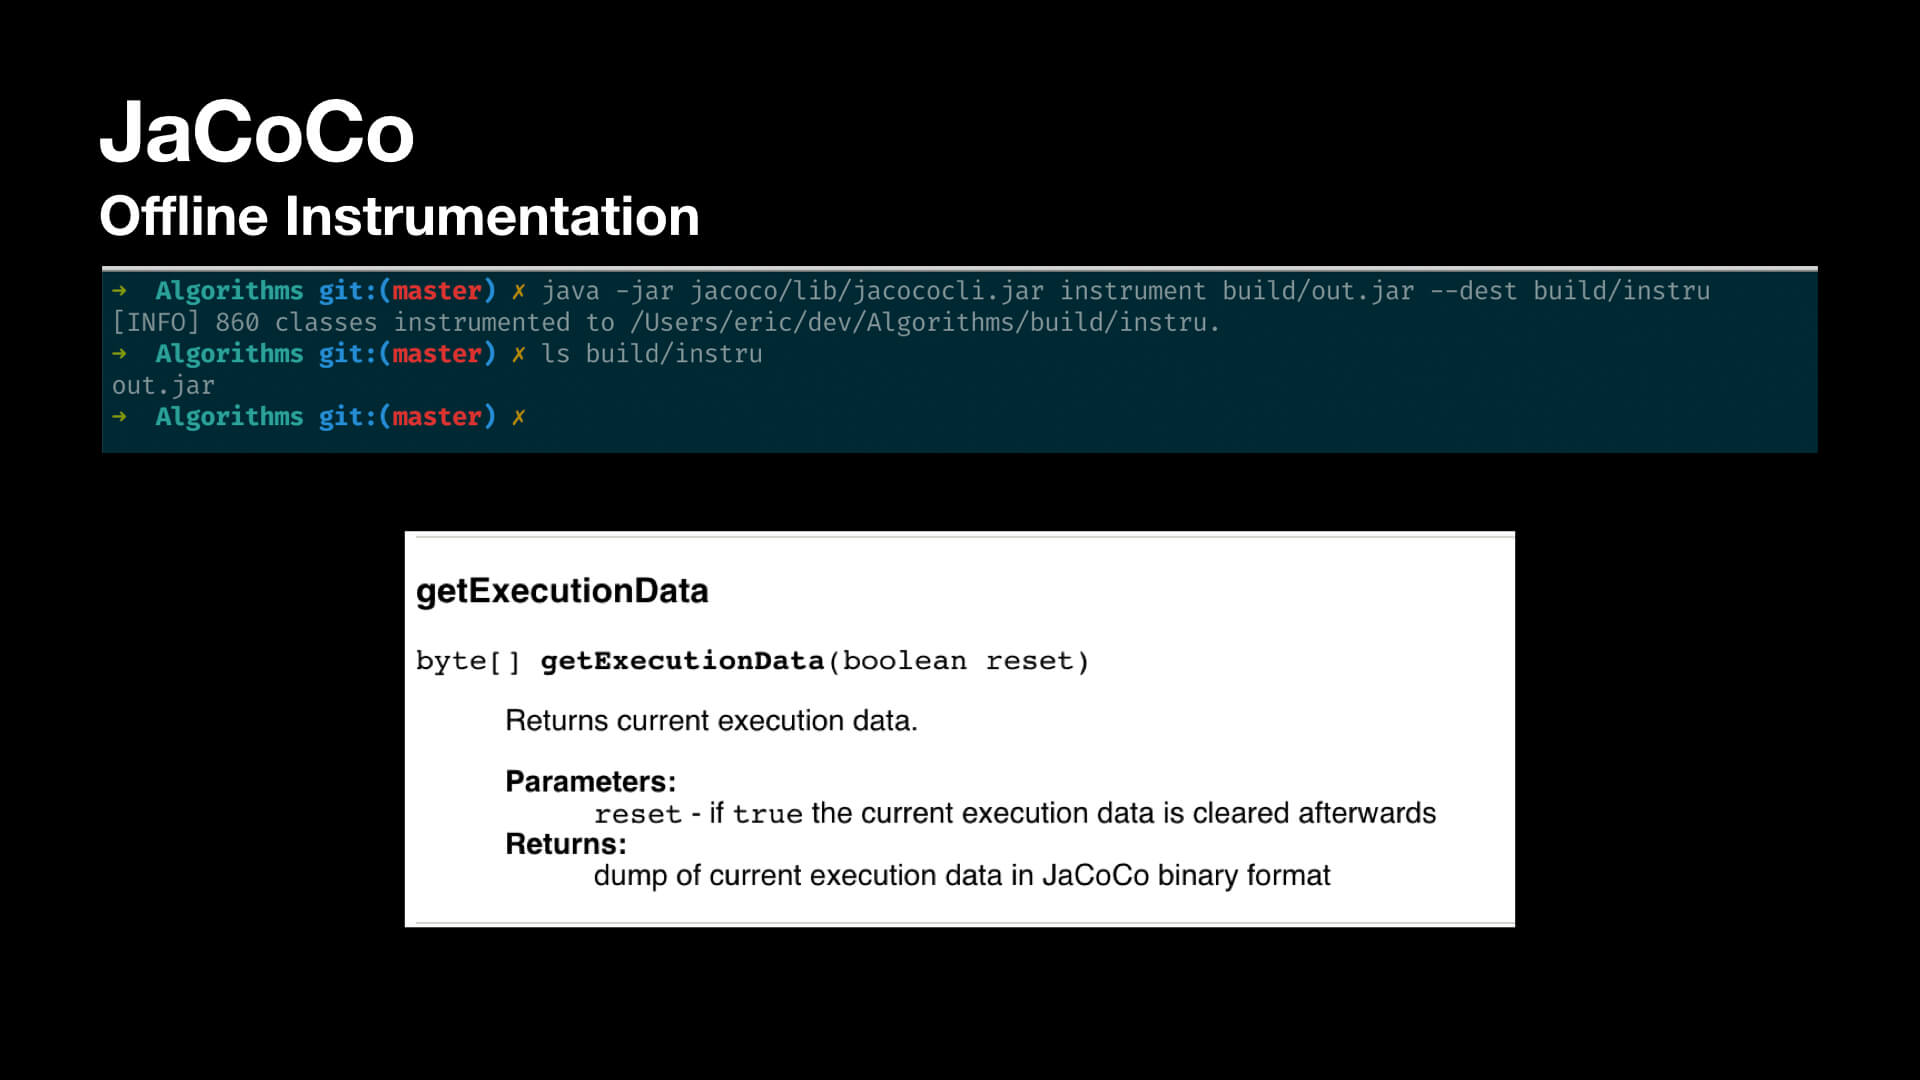 JaCoCo
Offline Instrumentation
→ Algorithms git:(master) ✗ java -jar jacoco/lib/jacococli.jar instrument build/out.jar --dest build/instru
[INFO] 860 classes instrumented to /Users/eric/dev/Algorithms/build/instru.
→ Algorithms git:(master) ✗ ls build/instru
out.jar
→ Algorithms git:(master) ✗
getExecutionData
byte[] getExecutionData(boolean reset)
Returns current execution data.
Parameters:
reset - if true the current execution data is cleared afterwards
Returns:
dump of current execution data in JaCoCo binary format